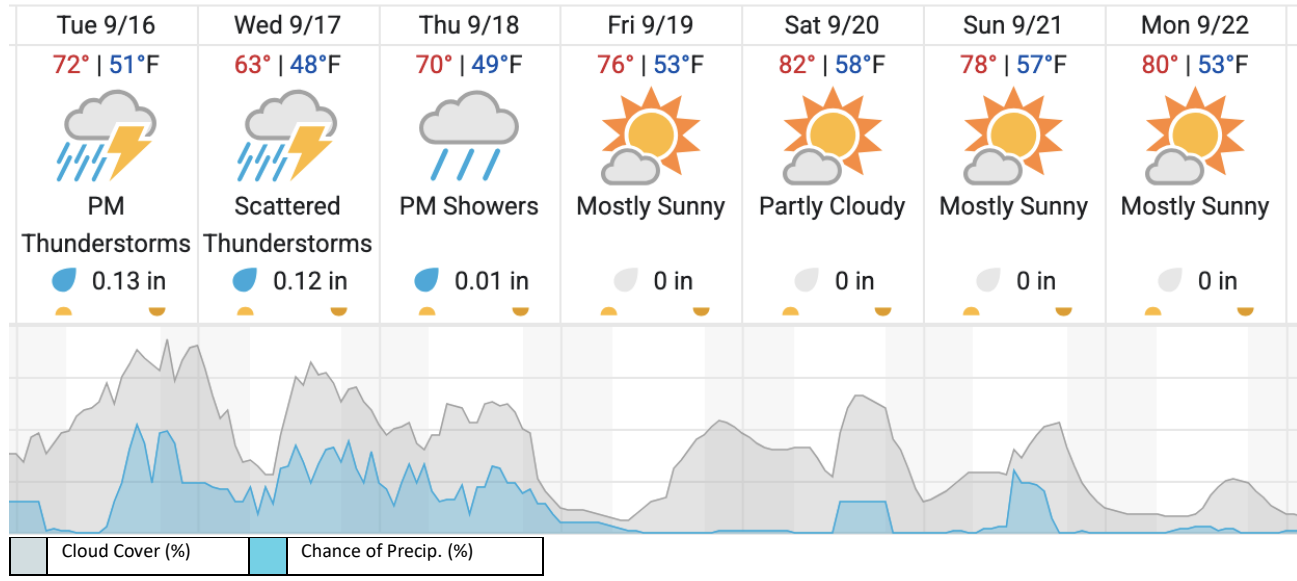 Tue 9/16 Wed 9/17 Thu 9/18 Fri 9/19 Sat 9/20 Sun 9/21 Mon 9/22
72° | 51°F 63° | 48°F 70° | 49°F 76° | 53°F 82° | 58°F 78° | 57°F 80° | 53°F
PM Scattered PM Showers Mostly Sunny Partly Cloudy Mostly Sunny Mostly Sunny
Thunderstorms Thunderstorms
0.13 in 0.12 in 0.01 in 0 in 0 in 0 in 0 in
Cloud Cover (%) Chance of Precip. (%)